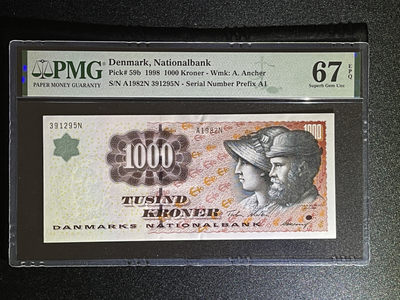 PMG
PAPER MONEY GUARANTY
Denmark, Nationalbank
Pick# 59b 1998 1000 Kroner - Wmk: A. Ancher
S/N A1982N 391295N - Serial Number Prefix A1
67 EPQ
Superb Gem Unc
391295N
A1982N
1000
1000
TUSIND
KRONER
DANMARKS NATIONALBANK